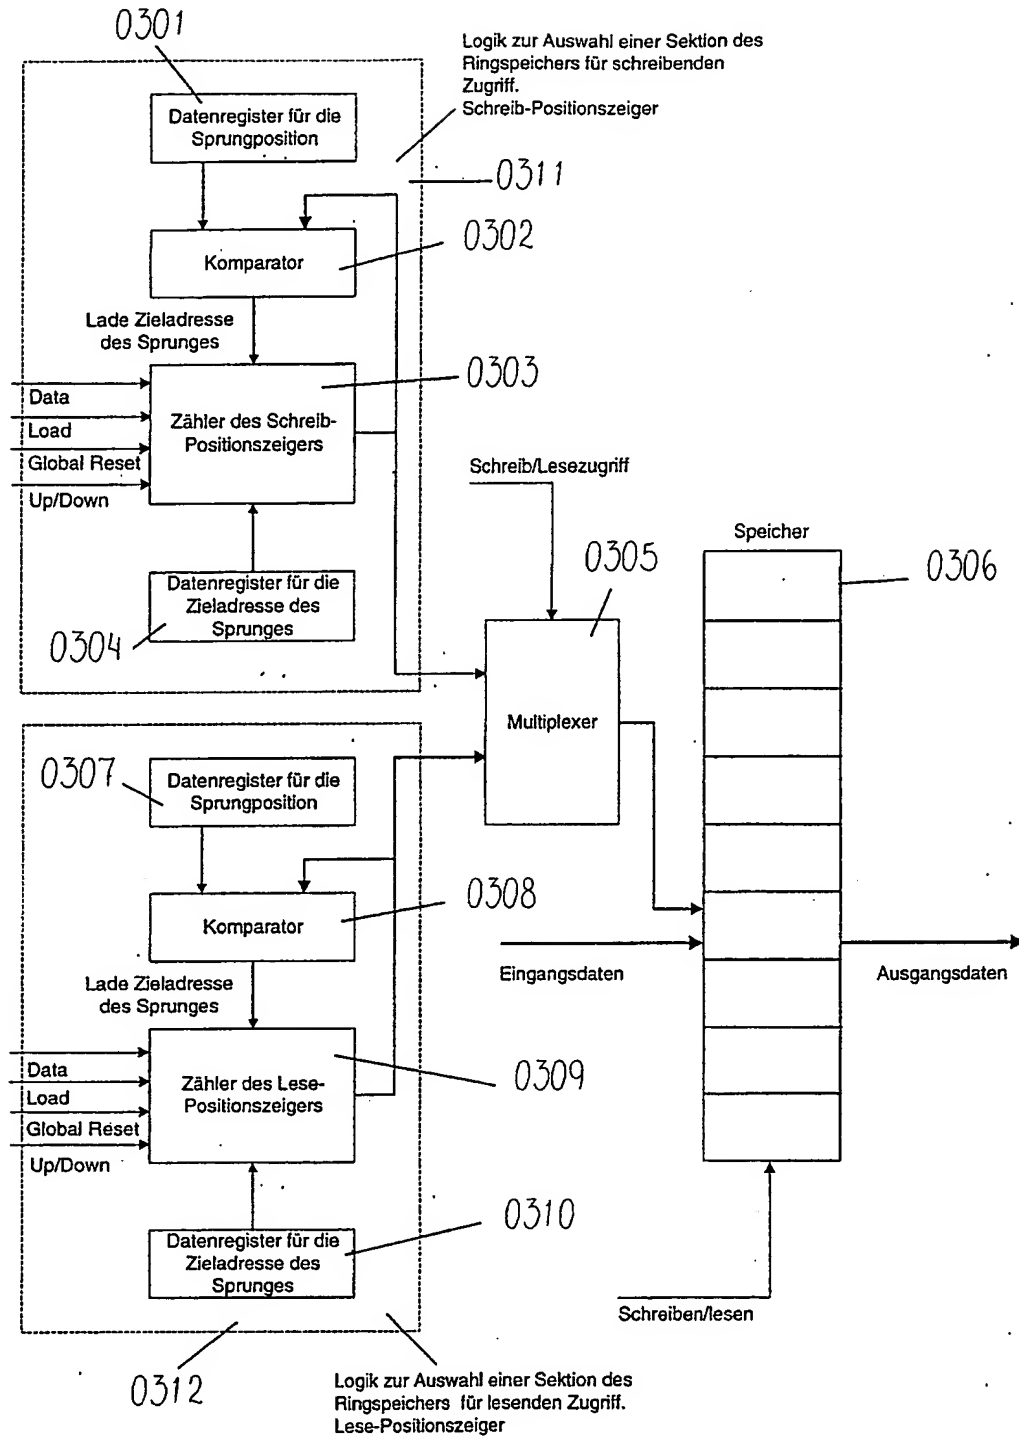 0301
Logik zur Auswahl einer Sektion des
Ringspeichers für schreibenden
Zugriff.
Schreib-Positionszeiger
Datenregister für die
Sprungposition
0311
0302
Komparator
Lade Zieladresse
des Sprunges
0303
Data
Load
Global Reset
Up/Down
Zähler des Schreib-
Positionszeigers
Schreib/Lesezugriff
Speicher
0305
0306
Datenregister für die
Zieladresse des
Sprunges
0304
Multiplexer
0307
Datenregister für die
Sprungposition
0308
Komparator
Eingangsdaten
Ausgangsdaten
Lade Zieladresse
des Sprunges
0309
Data
Load
Global Reset
Up/Down
Zähler des Lese-
Positionszeigers
0310
Datenregister für die
Zieladresse des
Sprunges
Schreiben/lesen
0312
Logik zur Auswahl einer Sektion des
Ringspeichers für lesenden Zugriff.
Lese-Positionszeiger